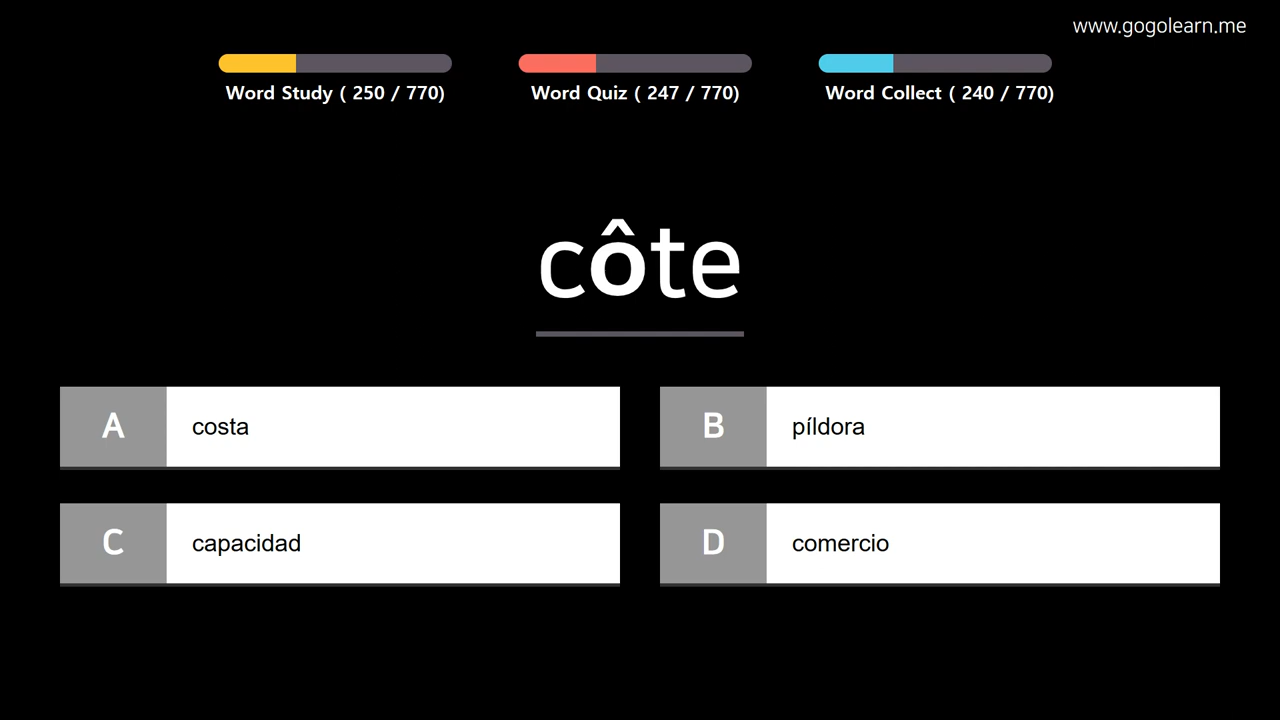 www.gogolearn.me
Word Study ( 250 / 770)
Word Quiz ( 247 / 770)
Word Collect ( 240 / 770)
côte
A costa
B píldora
C capacidad
D comercio